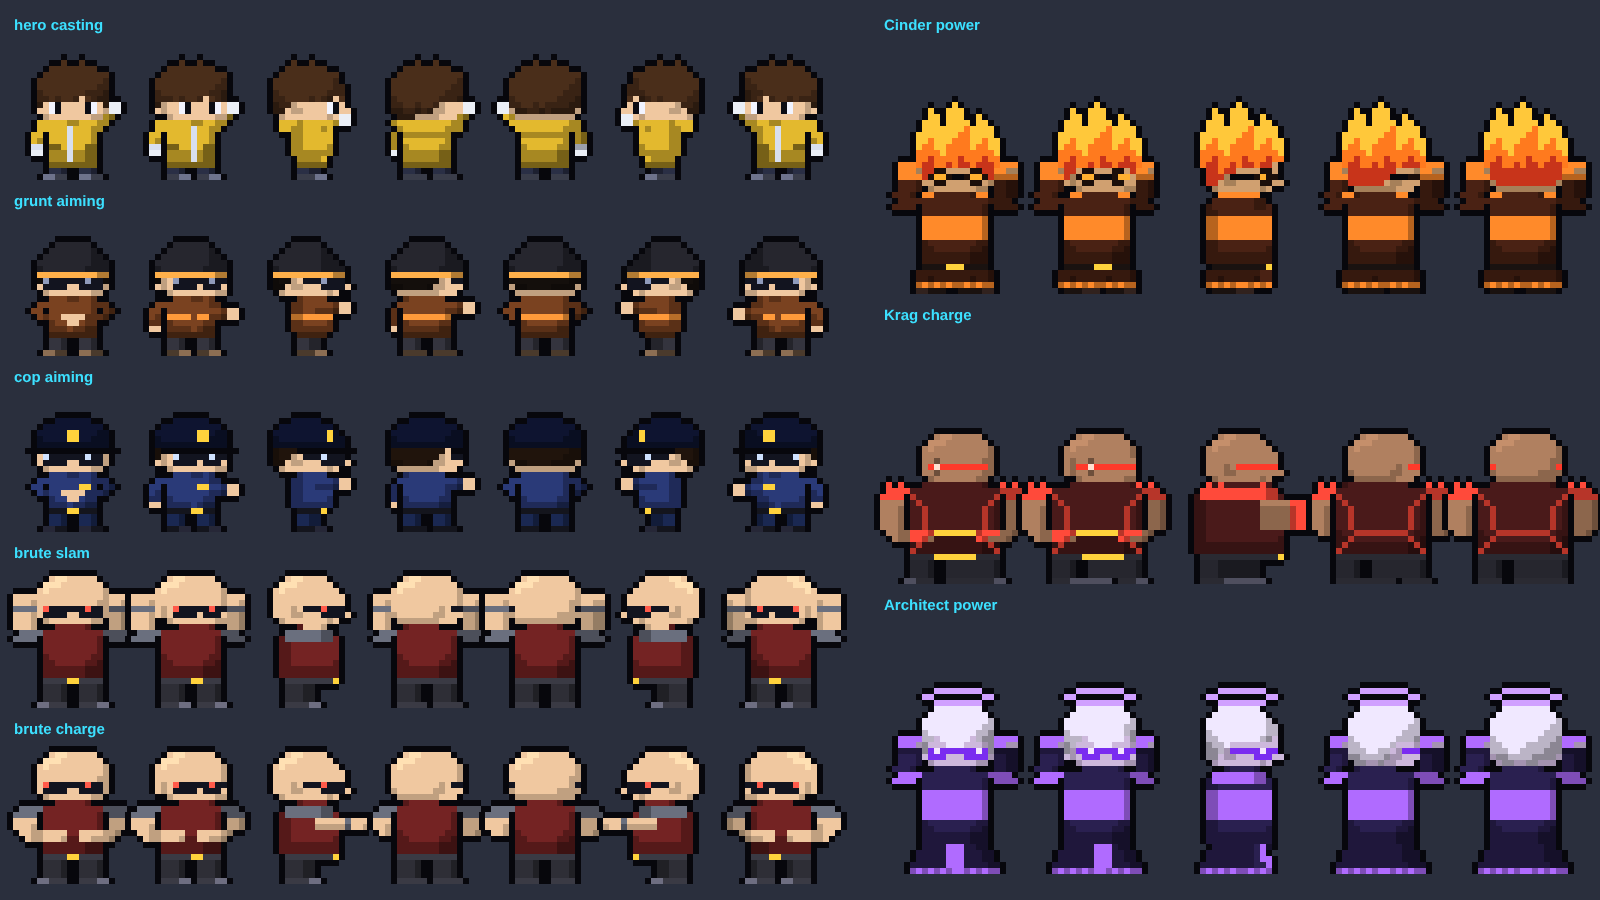 hero casting
grunt aiming
cop aiming
brute slam
brute charge
Cinder power
Krag charge
Architect power